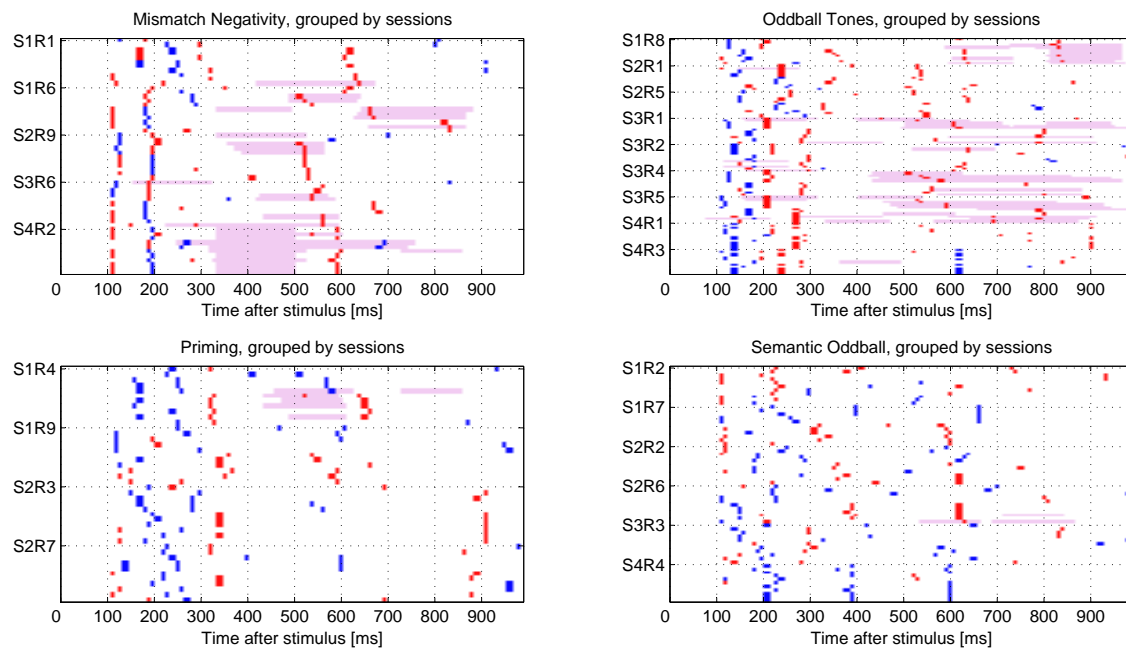 Mismatch Negativity, grouped by sessions
S1R1
S1R6
S2R9
S3R6
S4R2
0 100 200 300 400 500 600 700 800 900
Time after stimulus [ms]
Oddball Tones, grouped by sessions
S1R8
S2R1
S2R5
S3R1
S3R2
S3R4
S3R5
S4R1
S4R3
0 100 200 300 400 500 600 700 800 900
Time after stimulus [ms]
Priming, grouped by sessions
S1R4
S1R9
S2R3
S2R7
0 100 200 300 400 500 600 700 800 900
Time after stimulus [ms]
Semantic Oddball, grouped by sessions
S1R2
S1R7
S2R2
S2R6
S3R3
S4R4
0 100 200 300 400 500 600 700 800 900
Time after stimulus [ms]